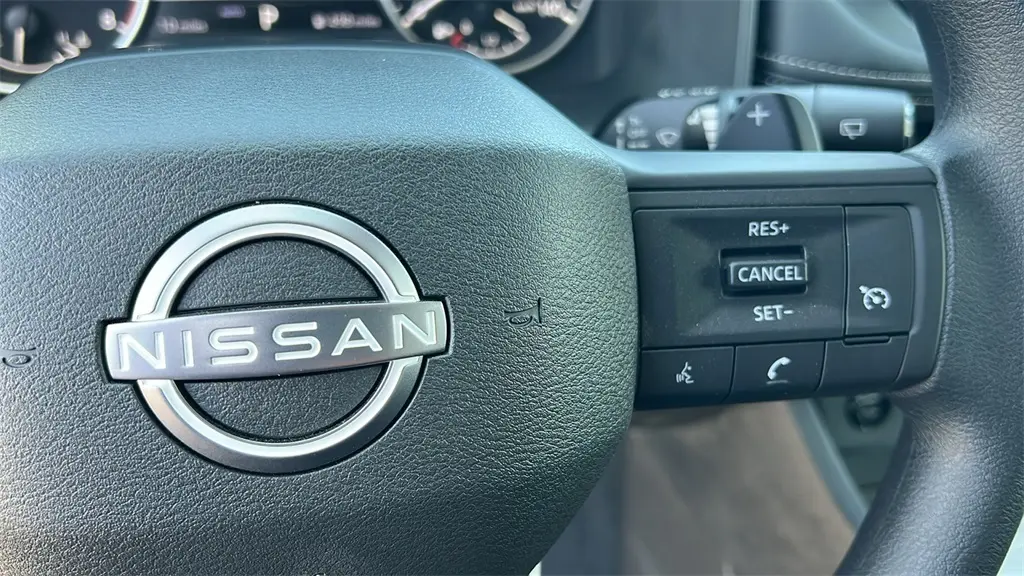 P
+
NISSAN
RES+
CANCEL
SET-